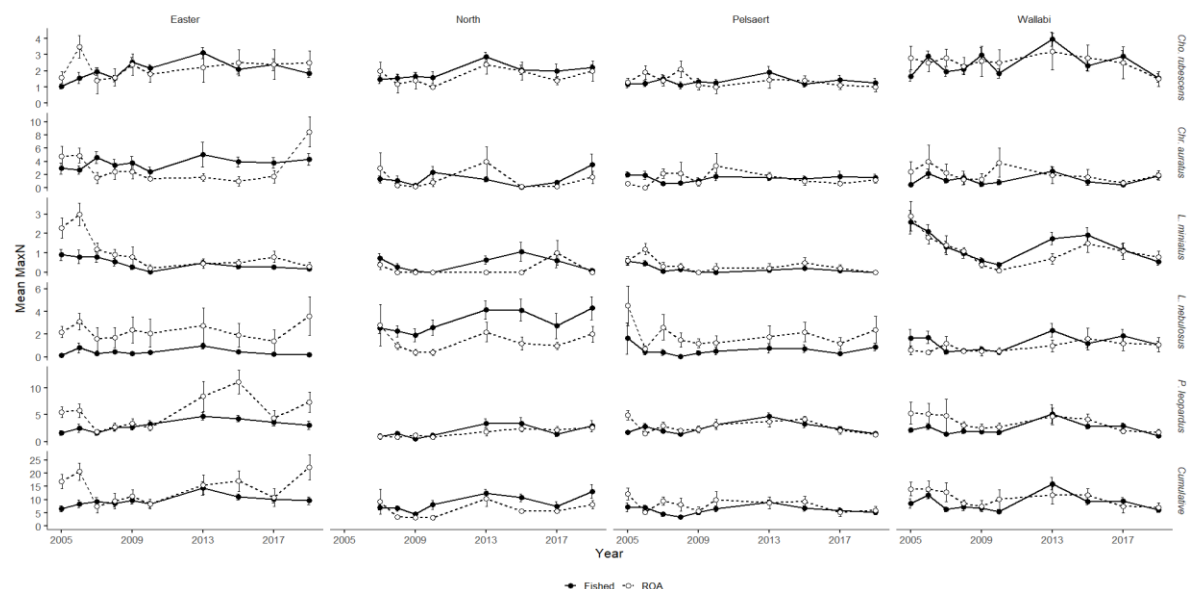 Easter North Pelsaert Wallabi
4
3
2
1
0
Cho. rubescens
8
6
4
2
0
Chr. auratus
3
2
1
0
L. miniatus
6
4
2
0
L. nebulosus
10
5
0
P. leopardus
25
20
15
10
5
0
Cumulative
Mean MaxN
2005 2009 2013 2017 2005 2009 2013 2017 2005 2009 2013 2017 2005 2009 2013 2017
Year
Fished ROA